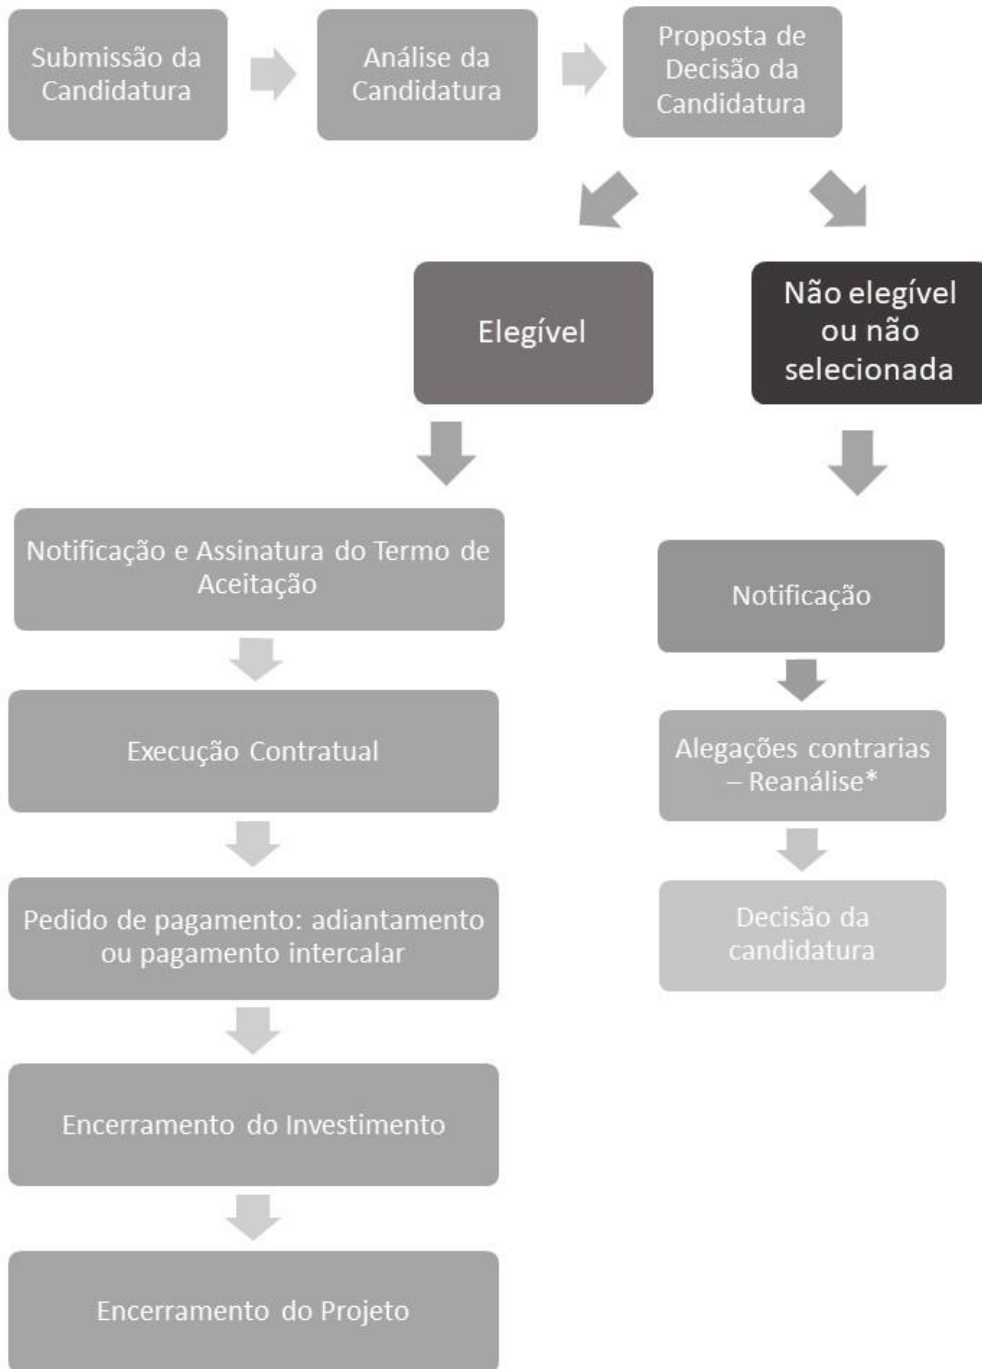 Submissão da
Candidatura
Análise da
Candidatura
Proposta de
Decisão da
Candidatura
Elegível
Não elegível
ou não
selecionada
Notificação e Assinatura do Termo de
Aceitação
Execução Contratual
Pedido de pagamento: adiantamento
ou pagamento intercalar
Encerramento do Investimento
Encerramento do Projeto
Notificação
Alegações contrarias
– Reanálise*
Decisão da
candidatura